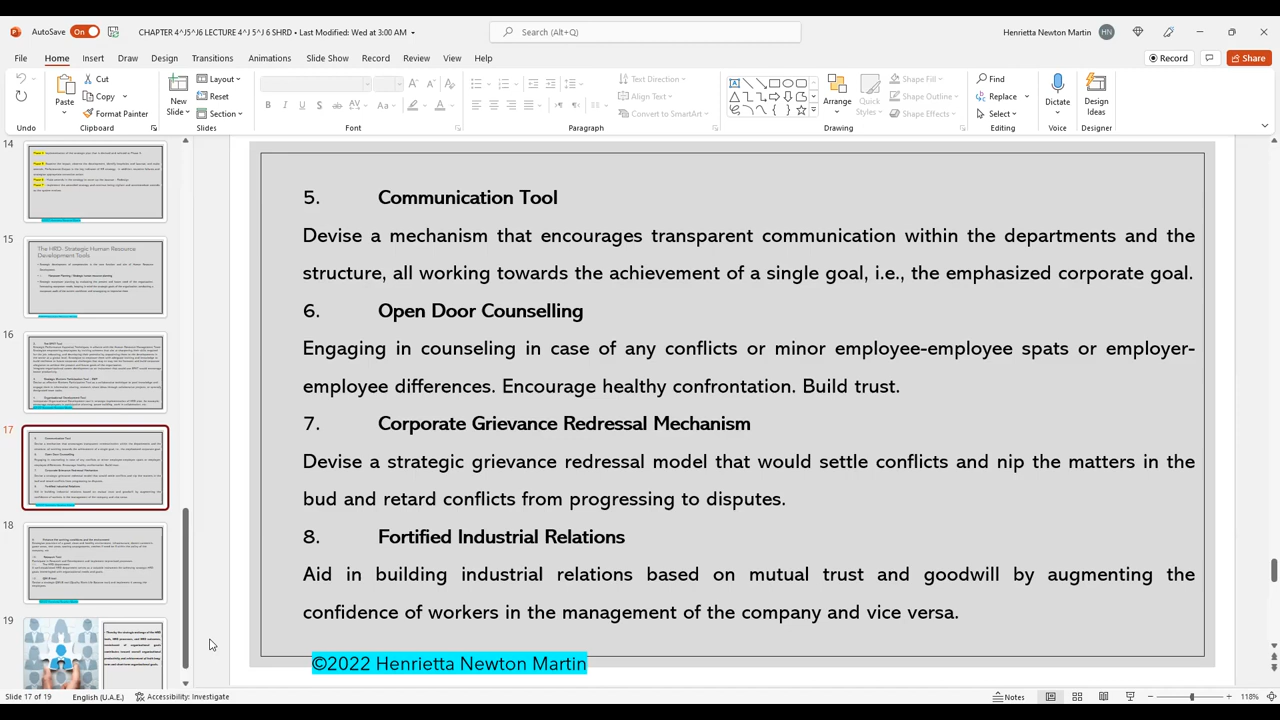 AutoSave On CHAPTER 4^J5^J6 LECTURE 4^J 5^J 6 SHRD • Last Modified: Wed at 3:00 AM Search (Alt+Q) Henrietta Newton Martin HN
File Home Insert Draw Design Transitions Animations Slide Show Record Review View Help Record Share
Cut Copy Format Painter Paste
New Slide Layout Reset Section
Text Direction Align Text Convert to SmartArt
Arrange Quick Styles Shape Fill Shape Outline Shape Effects
Find Replace Select
Dictate Design Ideas
Undo Clipboard Slides Font Paragraph Drawing Editing Voice Designer
14
15
The HRD- Strategic Human Resource
Development Tools
16
17
18
19
5. Communication Tool
Devise a mechanism that encourages transparent communication within the departments and the
structure, all working towards the achievement of a single goal, i.e., the emphasized corporate goal.
6. Open Door Counselling
Engaging in counseling in case of any conflicts involving employee-employee spats or employer-
employee differences. Encourage healthy confrontation. Build trust.
7. Corporate Grievance Redressal Mechanism
Devise a strategic grievance redressal model that would settle conflicts and nip the matters in the
bud and retard conflicts from progressing to disputes.
8. Fortified Industrial Relations
Aid in building industrial relations based on mutual trust and goodwill by augmenting the
confidence of workers in the management of the company and vice versa.
©2022 Henrietta Newton Martin
Slide 17 of 19 English (U.A.E.) Accessibility: Investigate Notes 118%